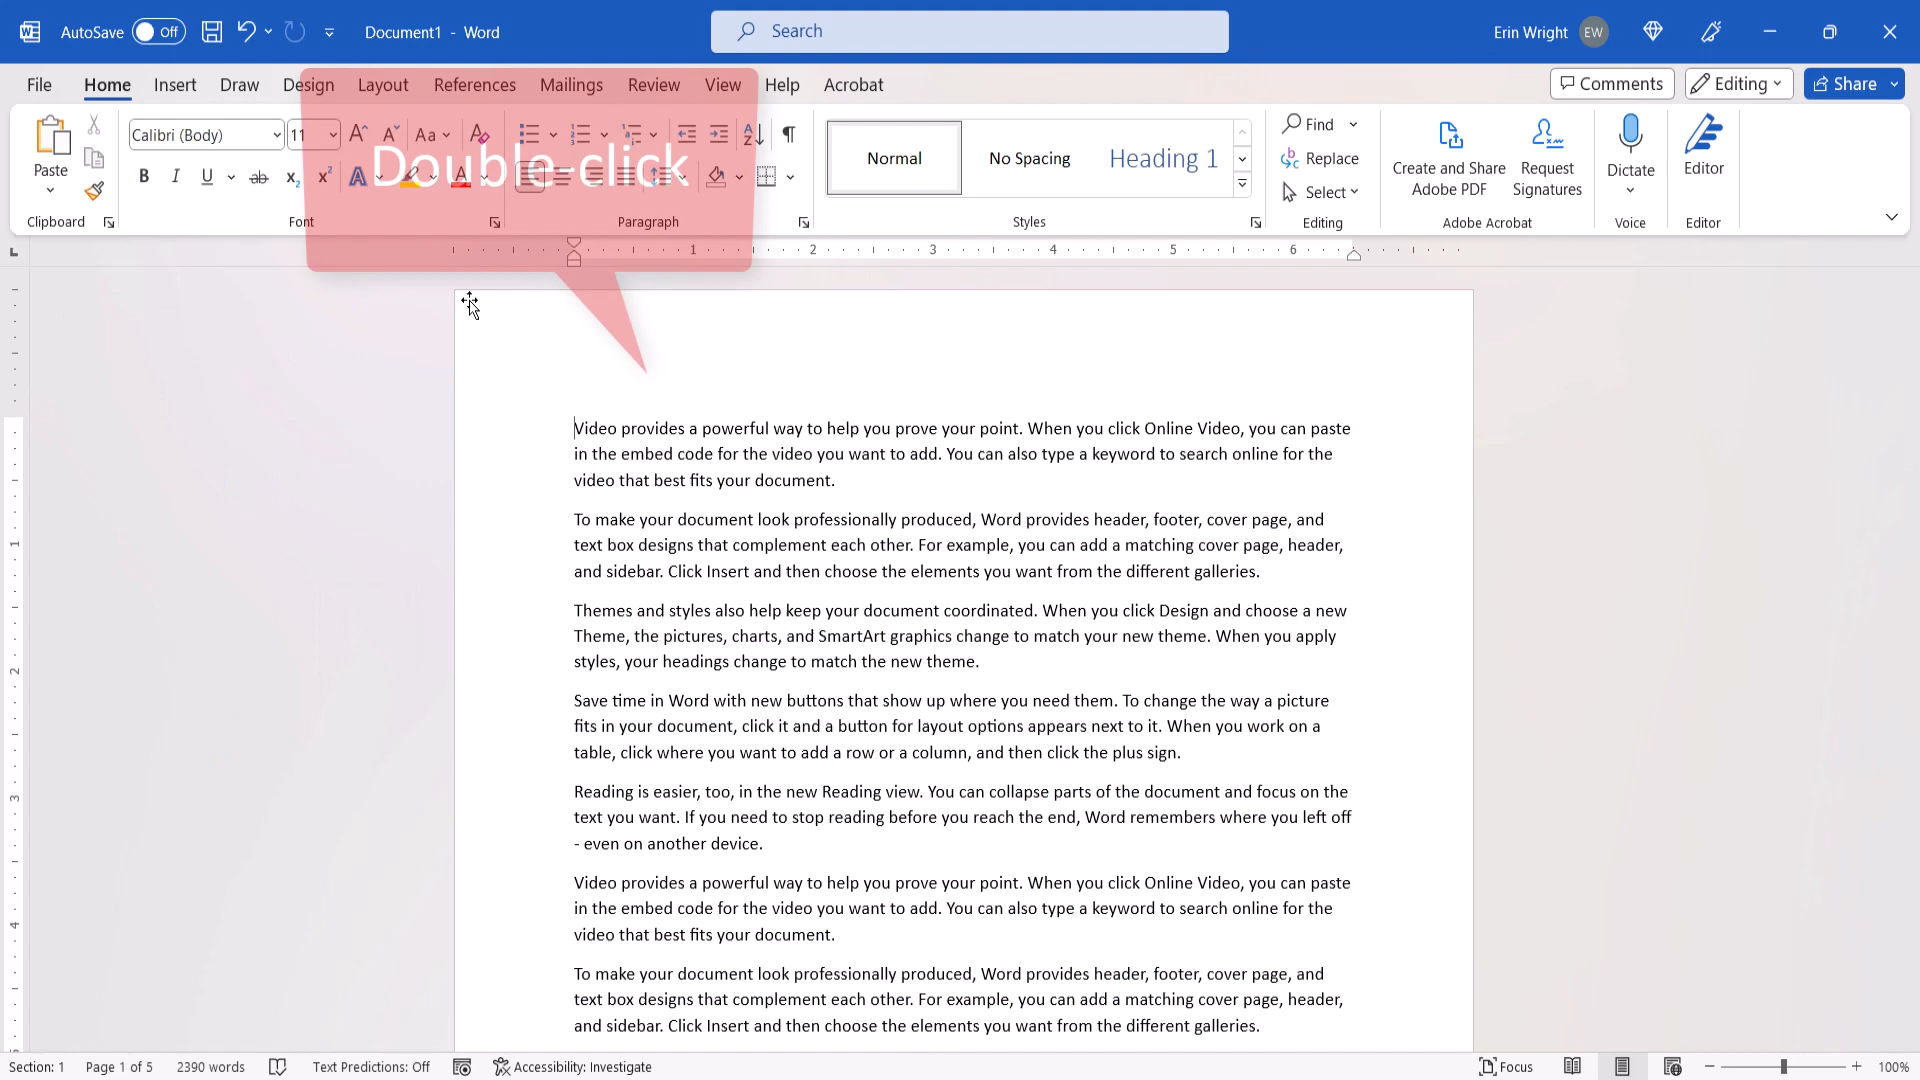 AutoSave Off Document1 - Word Search Erin Wright EW
File Home Insert Draw Design Layout References Mailings Review View Help Acrobat Comments Editing Share
Double-click
Paste Calibri (Body) 11 Aa
Clipboard Font Paragraph
Normal No Spacing Heading 1
Styles
Find
Replace
Select
Editing
Create and Share
Adobe PDF
Request
Signatures
Adobe Acrobat
Dictate
Voice
Editor
Editor
1 2 3 4 5 6
Video provides a powerful way to help you prove your point. When you click Online Video, you can paste
in the embed code for the video you want to add. You can also type a keyword to search online for the
video that best fits your document.
To make your document look professionally produced, Word provides header, footer, cover page, and
text box designs that complement each other. For example, you can add a matching cover page, header,
and sidebar. Click Insert and then choose the elements you want from the different galleries.
Themes and styles also help keep your document coordinated. When you click Design and choose a new
Theme, the pictures, charts, and SmartArt graphics change to match your new theme. When you apply
styles, your headings change to match the new theme.
Save time in Word with new buttons that show up where you need them. To change the way a picture
fits in your document, click it and a button for layout options appears next to it. When you work on a
table, click where you want to add a row or a column, and then click the plus sign.
Reading is easier, too, in the new Reading view. You can collapse parts of the document and focus on the
text you want. If you need to stop reading before you reach the end, Word remembers where you left off
- even on another device.
Video provides a powerful way to help you prove your point. When you click Online Video, you can paste
in the embed code for the video you want to add. You can also type a keyword to search online for the
video that best fits your document.
To make your document look professionally produced, Word provides header, footer, cover page, and
text box designs that complement each other. For example, you can add a matching cover page, header,
and sidebar. Click Insert and then choose the elements you want from the different galleries.
1
2
3
4
Section: 1 Page 1 of 5 2390 words Text Predictions: Off Accessibility: Investigate Focus 100%